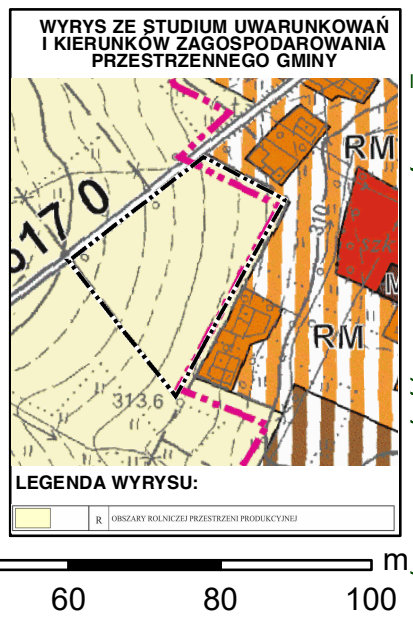 WYRYS ZE STUDIUM UWARUNKOWAŃ
I KIERUNKÓW ZAGOSPODAROWANIA
PRZESTRZENNEGO GMINY
RM
310
szk
RM
313,6
LEGENDA WYRYSU:
R OBSZARY ROLNICZEJ PRZESTRZENI PRODUKCYJNEJ
m
60 80 100